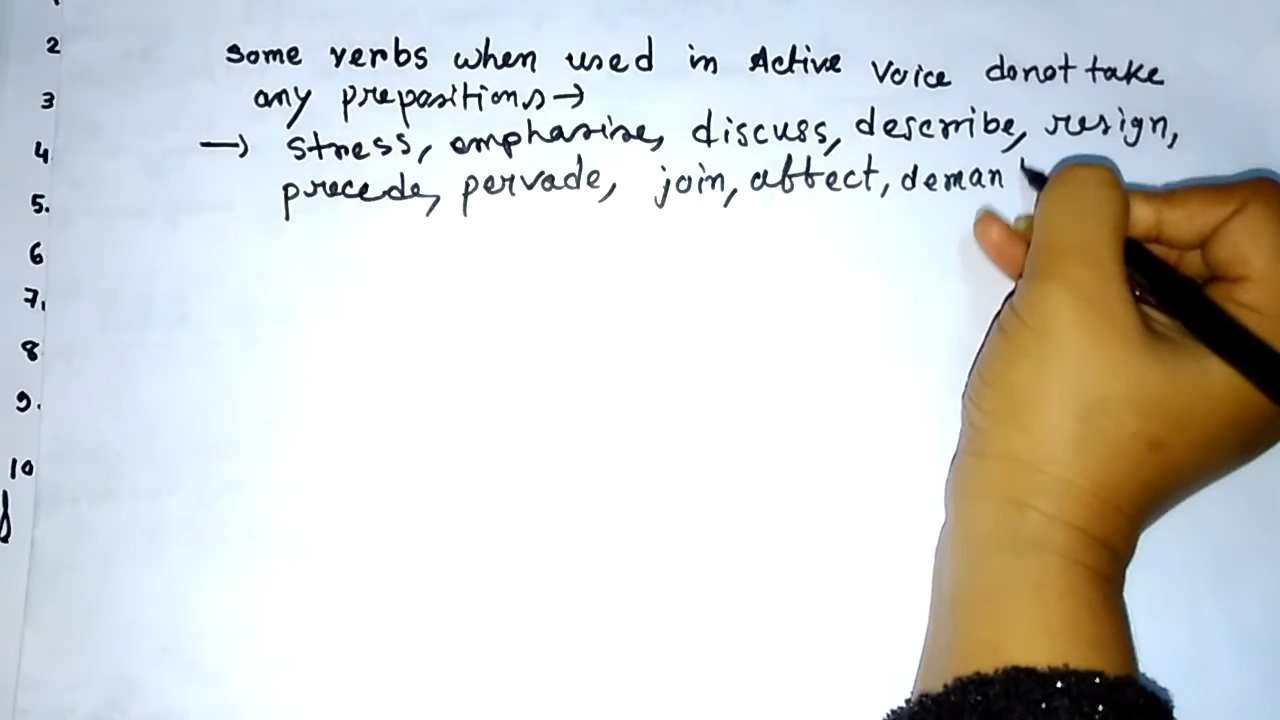 2
3
4
5.
6
7.
8
9.
10
some verbs when used in Active Voice donot take
any prepositions →
→ stress, emphasise, discuss, describe, resign,
precede, pervade, join, affect, deman